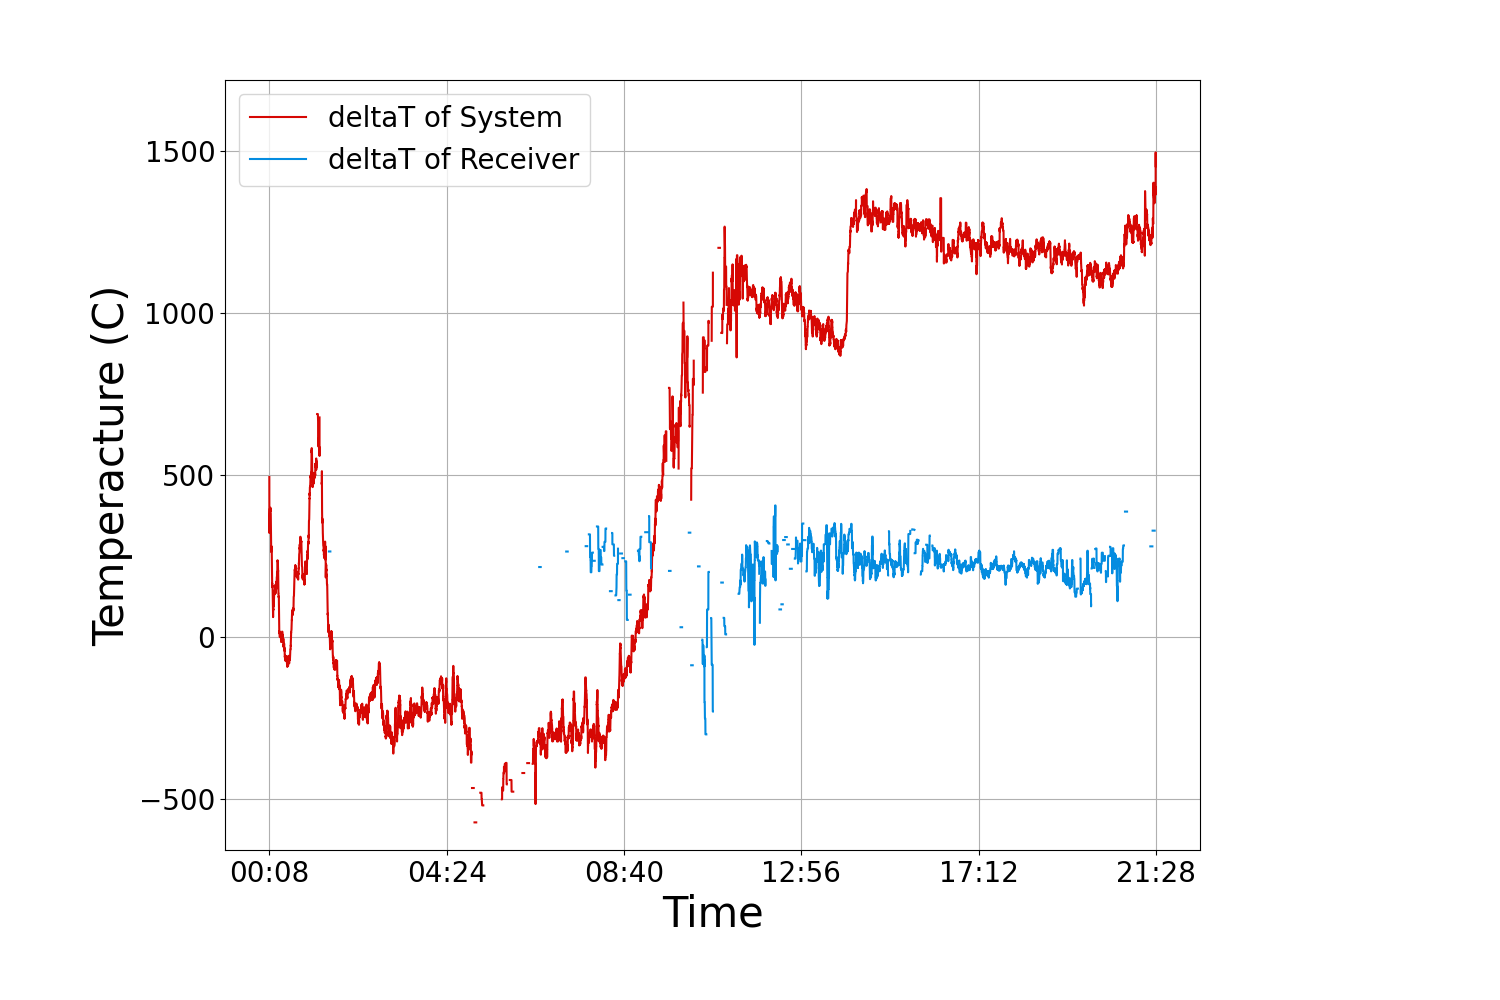 deltaT of System
deltaT of Receiver
1500
1000
500
0
−500
Temperacture (C)
00:08 04:24 08:40 12:56 17:12 21:28
Time